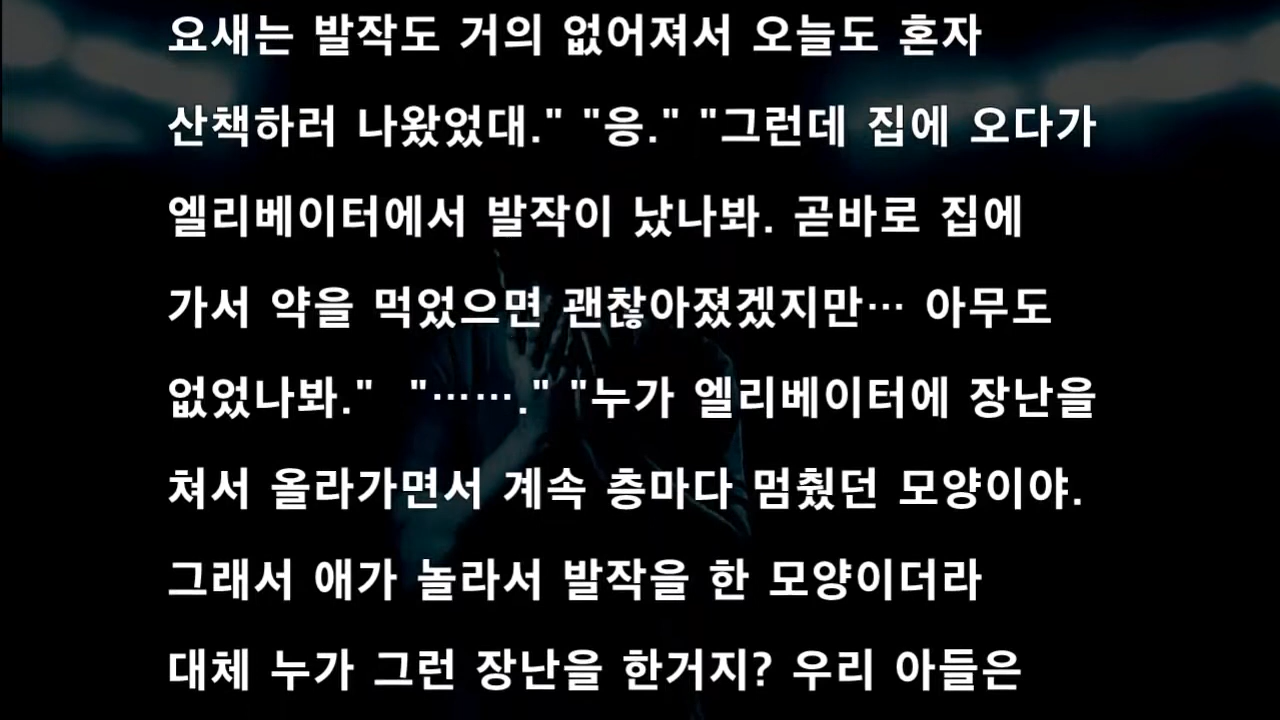 요새는 발작도 거의 없어져서 오늘도 혼자
산책하러 나왔었대." "응." "그런데 집에 오다가
엘리베이터에서 발작이 났나봐. 곧바로 집에
가서 약을 먹었으면 괜찮아졌겠지만… 아무도
없었나봐."  "……." "누가 엘리베이터에 장난을
쳐서 올라가면서 계속 층마다 멈췄던 모양이야.
그래서 애가 놀라서 발작을 한 모양이더라
대체 누가 그런 장난을 한거지? 우리 아들은